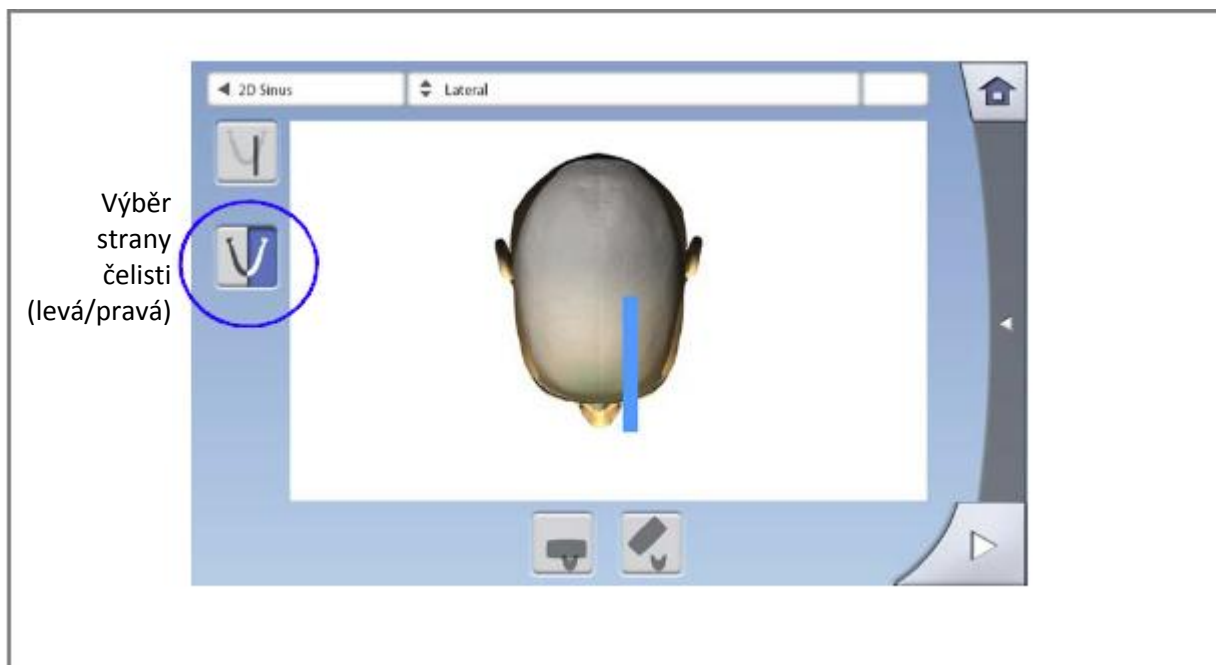 2D Sinus
Lateral
Výběr
strany
čelisti
(levá/pravá)